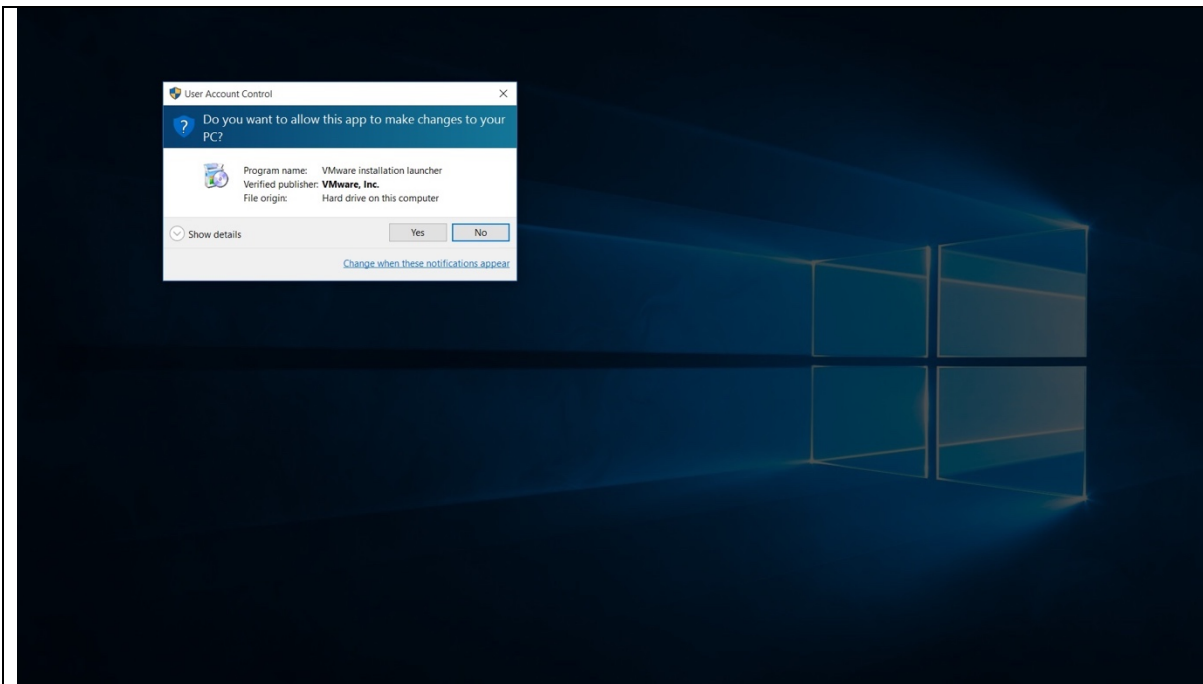 User Account Control
Do you want to allow this app to make changes to your
PC?
Program name: VMware installation launcher
Verified publisher: VMware, Inc.
File origin: Hard drive on this computer
Show details
Yes
No
Change when these notifications appear